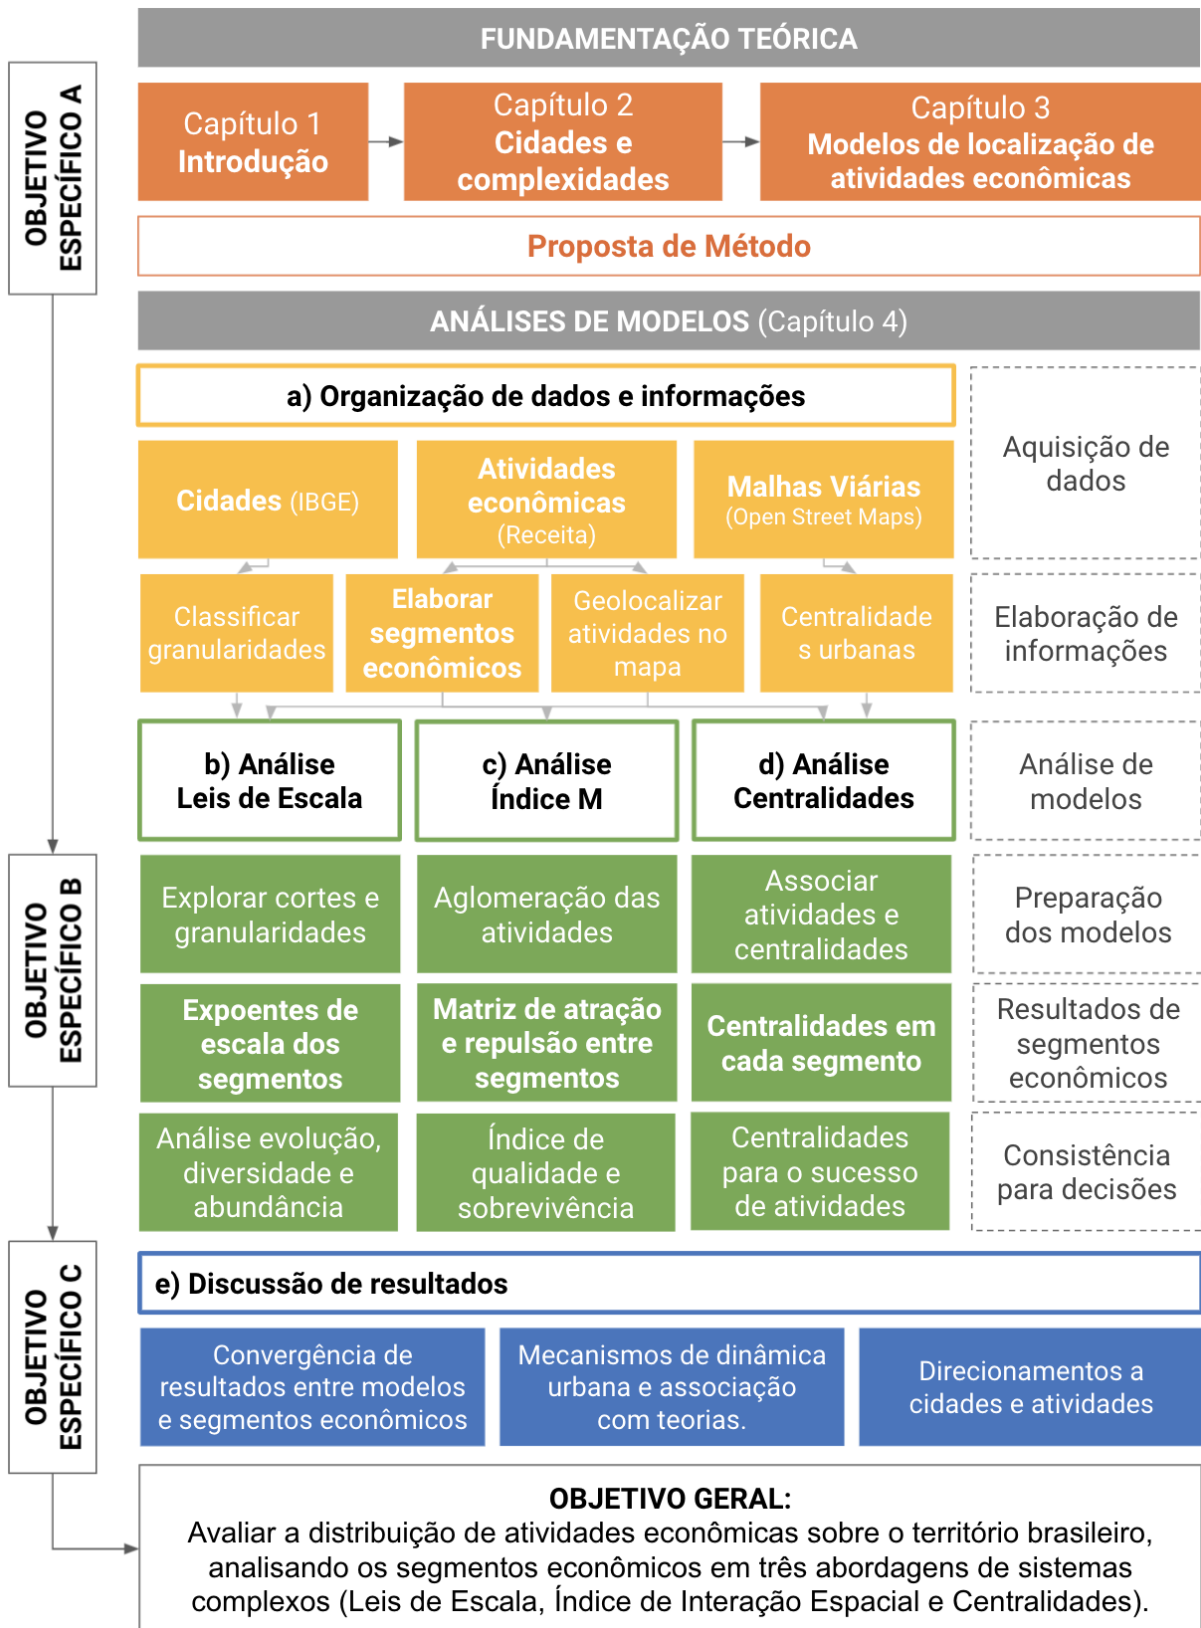 FUNDAMENTAÇÃO TEÓRICA
OBJETIVO
ESPECÍFICO A
Capítulo 1
Introdução
Capítulo 2
Cidades e
complexidades
Capítulo 3
Modelos de localização de
atividades econômicas
Proposta de Método
ANÁLISES DE MODELOS (Capítulo 4)
a) Organização de dados e informações
Cidades (IBGE)
Atividades
econômicas
(Receita)
Malhas Viárias
(Open Street Maps)
Aquisição de
dados
Classificar
granularidades
Elaborar
segmentos
econômicos
Geolocalizar
atividades no
mapa
Centralidade
s urbanas
Elaboração de
informações
b) Análise
Leis de Escala
c) Análise
Índice M
d) Análise
Centralidades
Análise de
modelos
OBJETIVO
ESPECÍFICO B
Explorar cortes e
granularidades
Aglomeração das
atividades
Associar
atividades e
centralidades
Preparação
dos modelos
Expoentes de
escala dos
segmentos
Matriz de atração
e repulsão entre
segmentos
Centralidades em
cada segmento
Resultados de
segmentos
econômicos
Análise evolução,
diversidade e
abundância
Índice de
qualidade e
sobrevivência
Centralidades
para o sucesso
de atividades
Consistência
para decisões
OBJETIVO
ESPECÍFICO C
e) Discussão de resultados
Convergência de
resultados entre modelos
e segmentos econômicos
Mecanismos de dinâmica
urbana e associação
com teorias.
Direcionamentos a
cidades e atividades
OBJETIVO GERAL:
Avaliar a distribuição de atividades econômicas sobre o território brasileiro,
analisando os segmentos econômicos em três abordagens de sistemas
complexos (Leis de Escala, Índice de Interação Espacial e Centralidades).